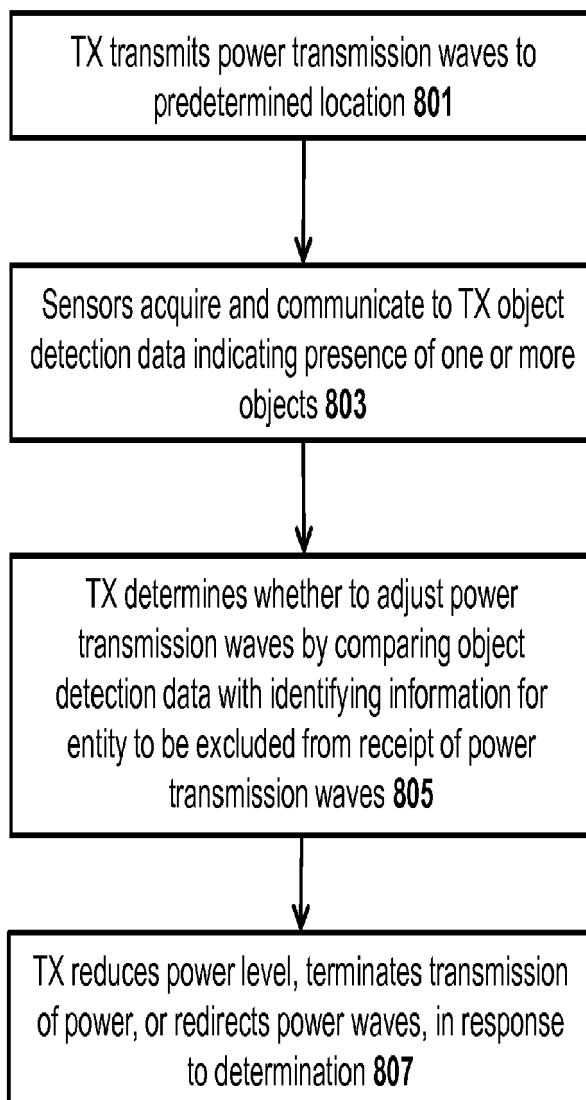 TX transmits power transmission waves to
predetermined location 801
Sensors acquire and communicate to TX object
detection data indicating presence of one or more
objects 803
TX determines whether to adjust power
transmission waves by comparing object
detection data with identifying information for
entity to be excluded from receipt of power
transmission waves 805
TX reduces power level, terminates transmission
of power, or redirects power waves, in response
to determination 807